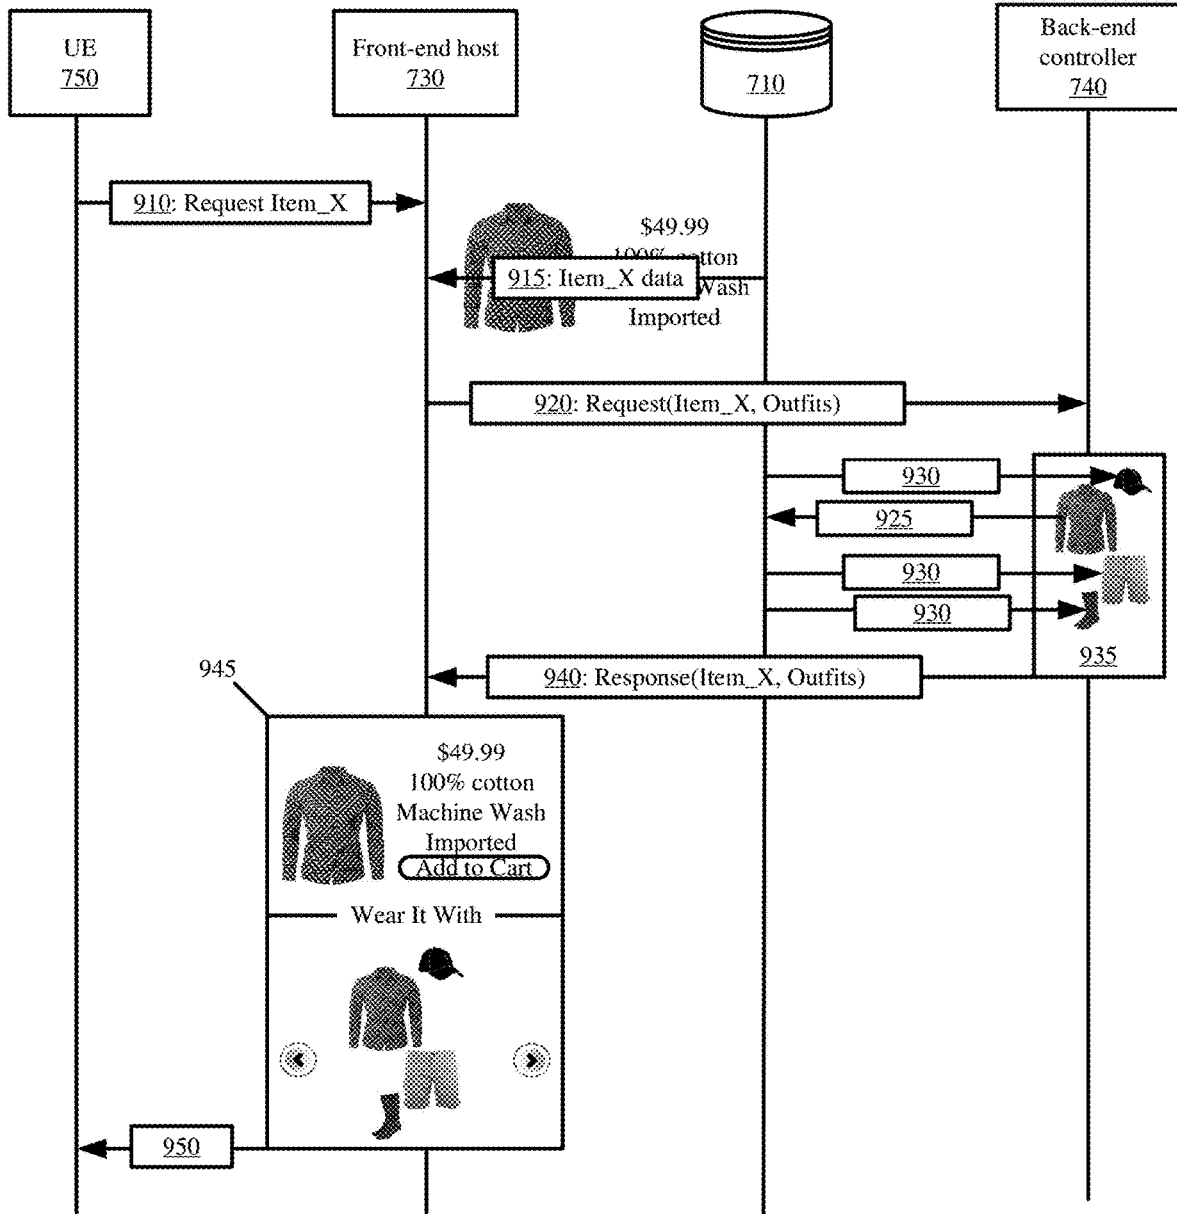 UE
750
Front-end host
730
710
Back-end
controller
740
910: Request Item_X
$49.99
100% cotton
915: Item_X data
Wash
Imported
920: Request(Item_X, Outfits)
930
925
930
930
935
940: Response(Item_X, Outfits)
945
$49.99
100% cotton
Machine Wash
Imported
Add to Cart
Wear It With
950